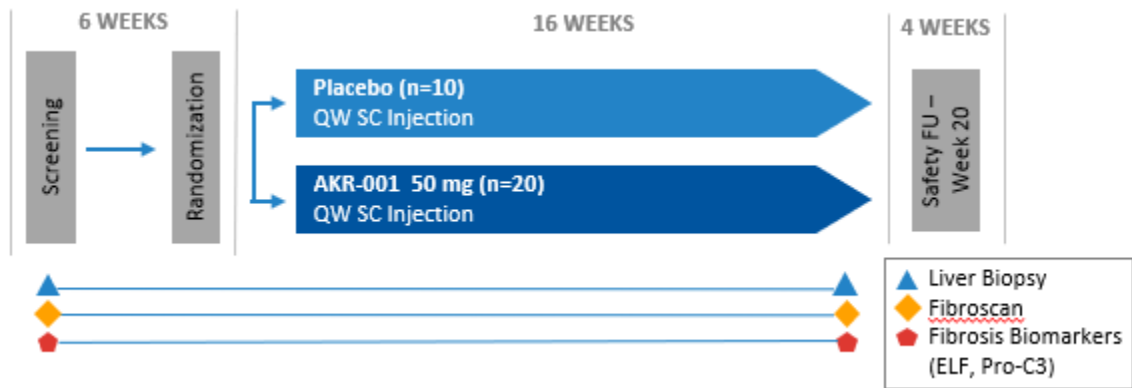 6 WEEKS
16 WEEKS
4 WEEKS
Screening
Randomization
Placebo (n=10)
QW SC Injection
AKR-001 50 mg (n=20)
QW SC Injection
Safety FU –
Week 20
Liver Biopsy
Fibroscan
Fibrosis Biomarkers
(ELF, Pro-C3)